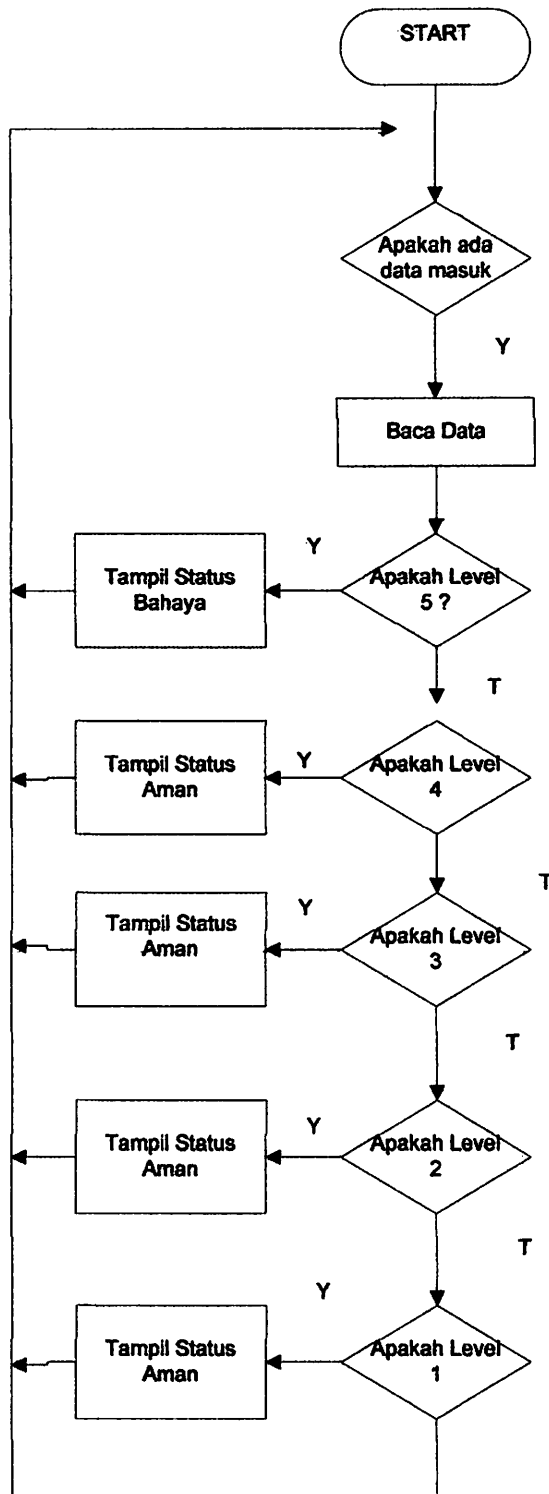 START
Apakah ada
data masuk
Y
Baca Data
Y
Tampil Status
Bahaya
Apakah Level
5 ?
T
Tampil Status
Aman
Y
Apakah Level
4
T
Tampil Status
Aman
Y
Apakah Level
3
T
Tampil Status
Aman
Y
Apakah Level
2
T
Tampil Status
Aman
Y
Apakah Level
1